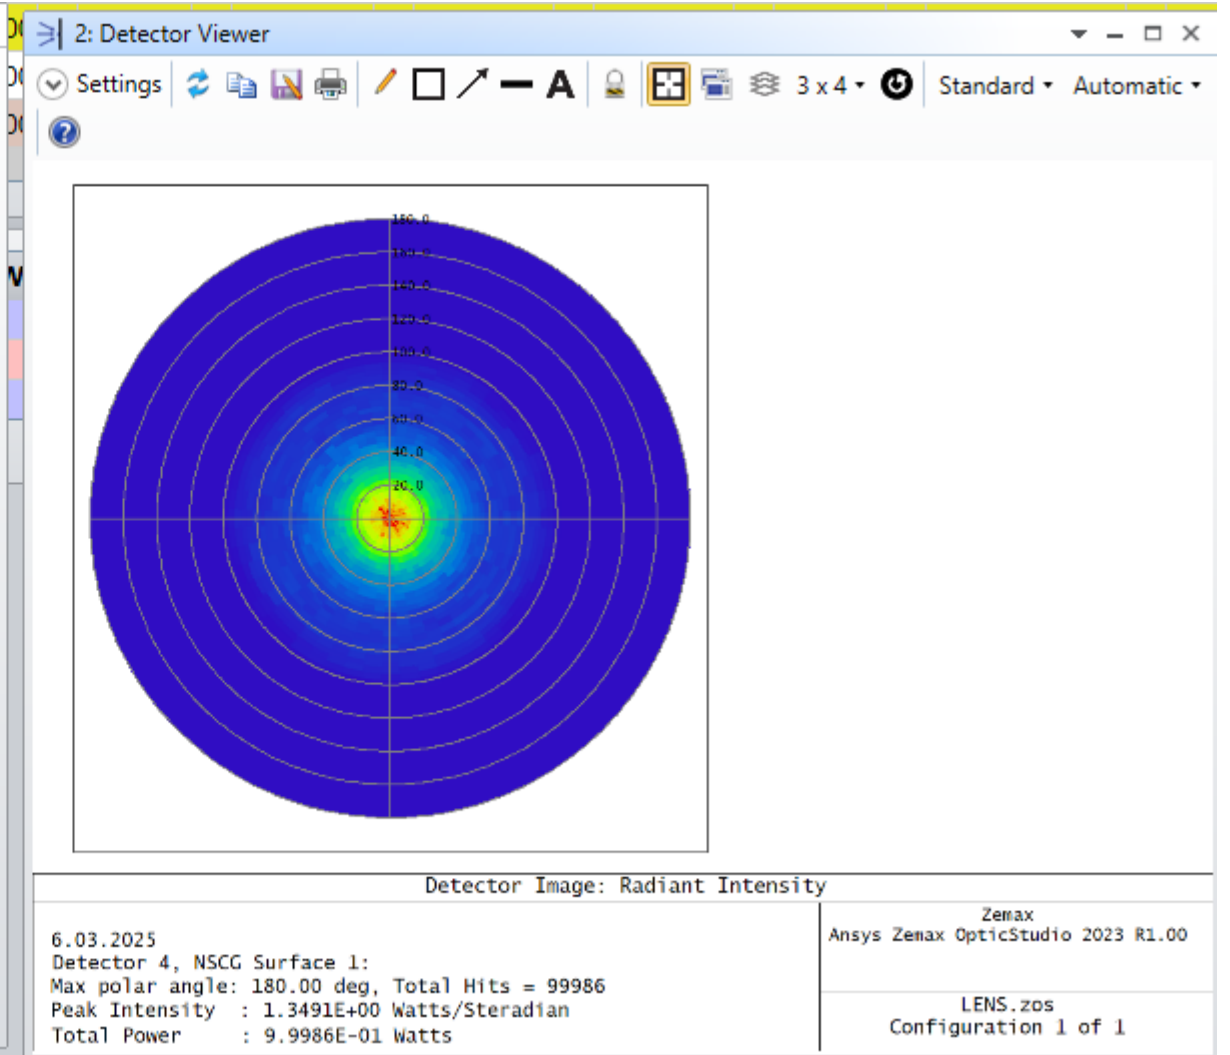 2: Detector Viewer
Settings
A
3 x 4
Standard
Automatic
180.0
160.0
140.0
120.0
100.0
80.0
60.0
40.0
20.0
Detector Image: Radiant Intensity
6.03.2025
Detector 4, NSCG Surface 1:
Max polar angle: 180.00 deg, Total Hits = 99986
Peak Intensity : 1.3491E+00 Watts/Steradian
Total Power : 9.9986E-01 Watts
Zemax
Ansys Zemax OpticStudio 2023 R1.00
LENS.zos
Configuration 1 of 1